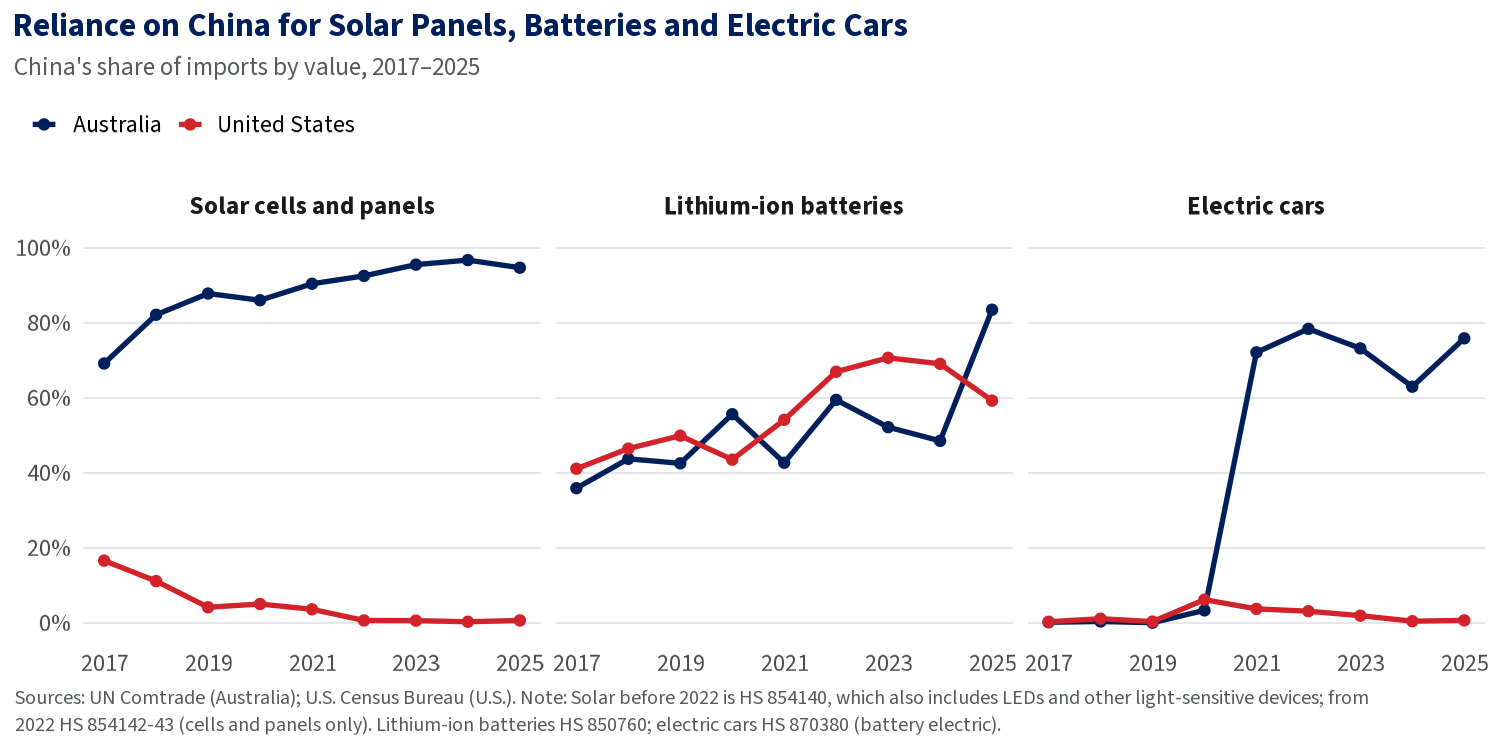 Reliance on China for Solar Panels, Batteries and Electric Cars
China's share of imports by value, 2017–2025
Australia United States
Solar cells and panels Lithium-ion batteries Electric cars
100%
80%
60%
40%
20%
0%
2017 2019 2021 2023 2025 2017 2019 2021 2023 2025 2017 2019 2021 2023 2025
Sources: UN Comtrade (Australia); U.S. Census Bureau (U.S.). Note: Solar before 2022 is HS 854140, which also includes LEDs and other light-sensitive devices; from
2022 HS 854142-43 (cells and panels only). Lithium-ion batteries HS 850760; electric cars HS 870380 (battery electric).